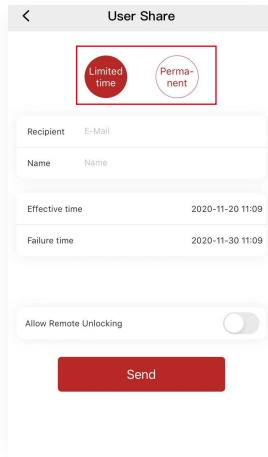 User Share
Limited
time
Perma-
nent
Recipient E-Mail
Name Name
Effective time 2020-11-20 11:09
Failure time 2020-11-30 11:09
Allow Remote Unlocking
Send